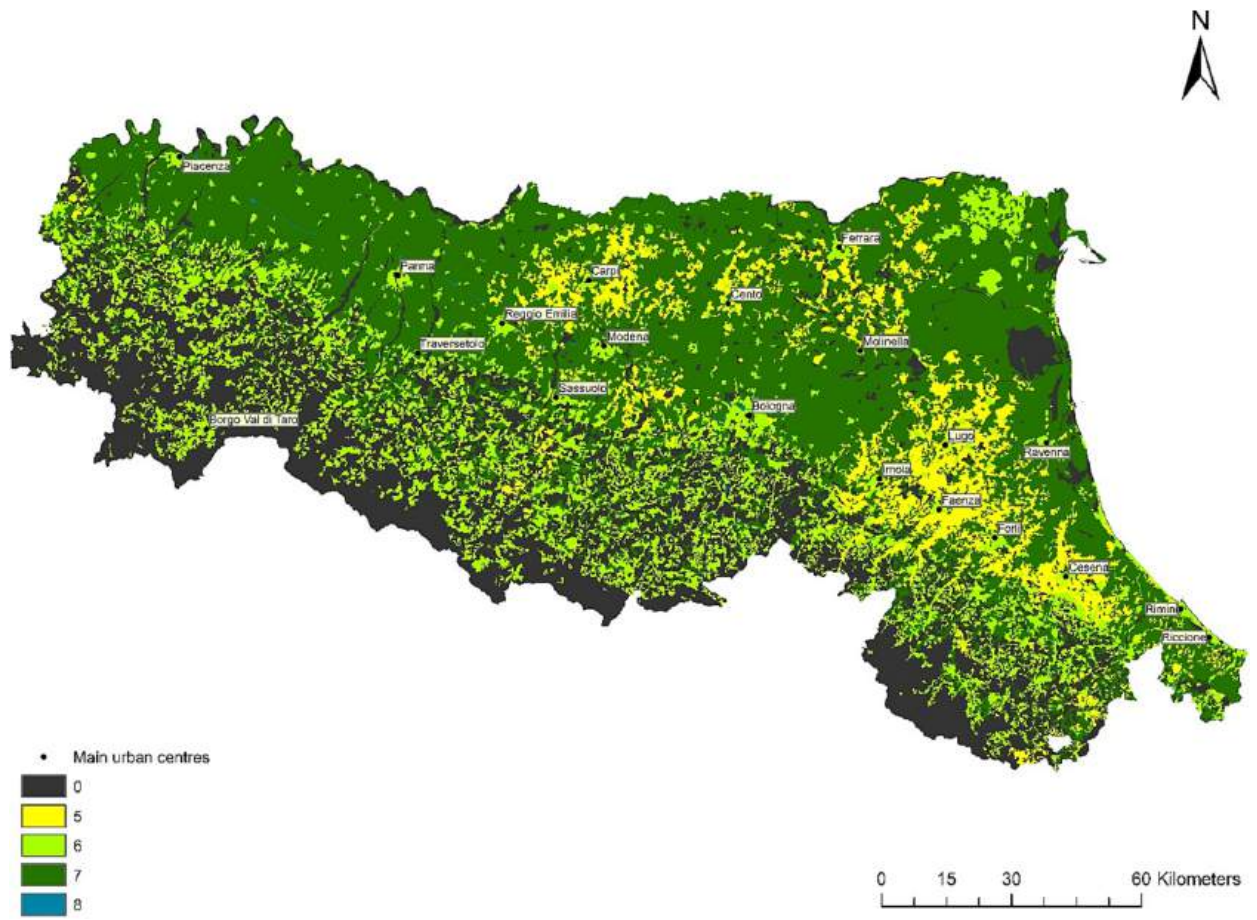 N
Piacenza
Parma
Ferrara
Carpi
Cento
Reggio Emilia
Modena
Molinella
Traversetolo
Sassuolo
Bologna
Borgo Val di Taro
Lugo
Ravenna
Imola
Faenza
Forlì
Cesena
Rimini
Riccione
Main urban centres
0
5
6
7
8
0 15 30 60 Kilometers